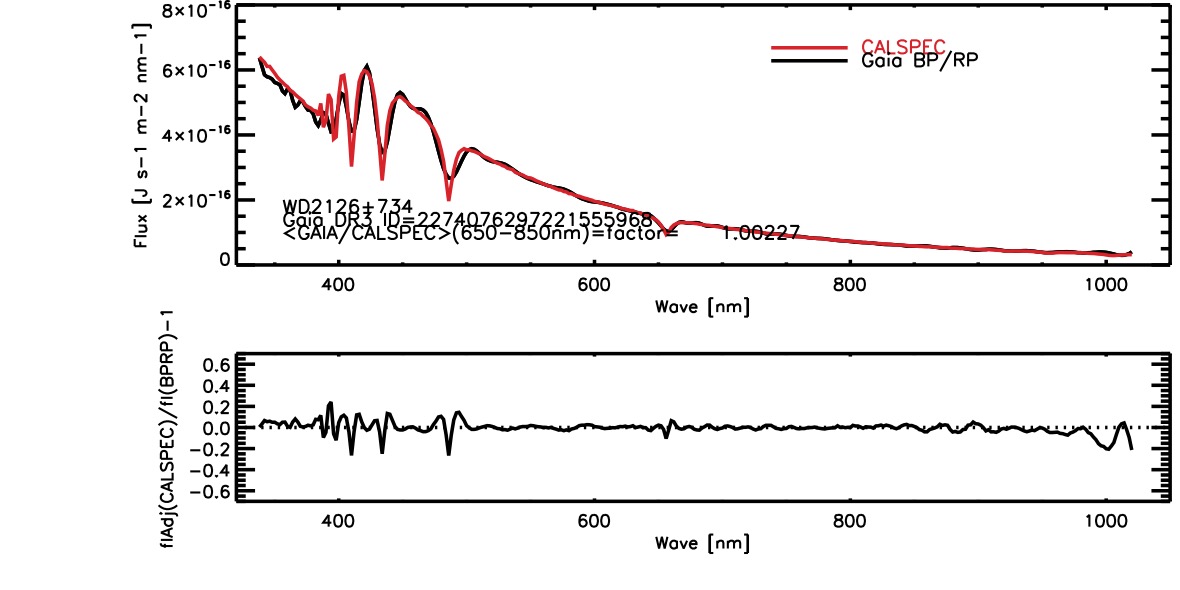 8×10-16
6×10-16
4×10-16
2×10-16
0
Flux [J s-1 m-2 nm-1]
CALSPEC
Gaia BP/RP
WD2126+734
Gaia DR3 ID=2274076297221555968
<GAIA/CALSPEC>(650-850nm)=factor= 1.00227
400 600 800 1000
Wave [nm]
flAdj(CALSPEC)/fl(BPRP)-1
0.6
0.4
0.2
0.0
-0.2
-0.4
-0.6
400 600 800 1000
Wave [nm]